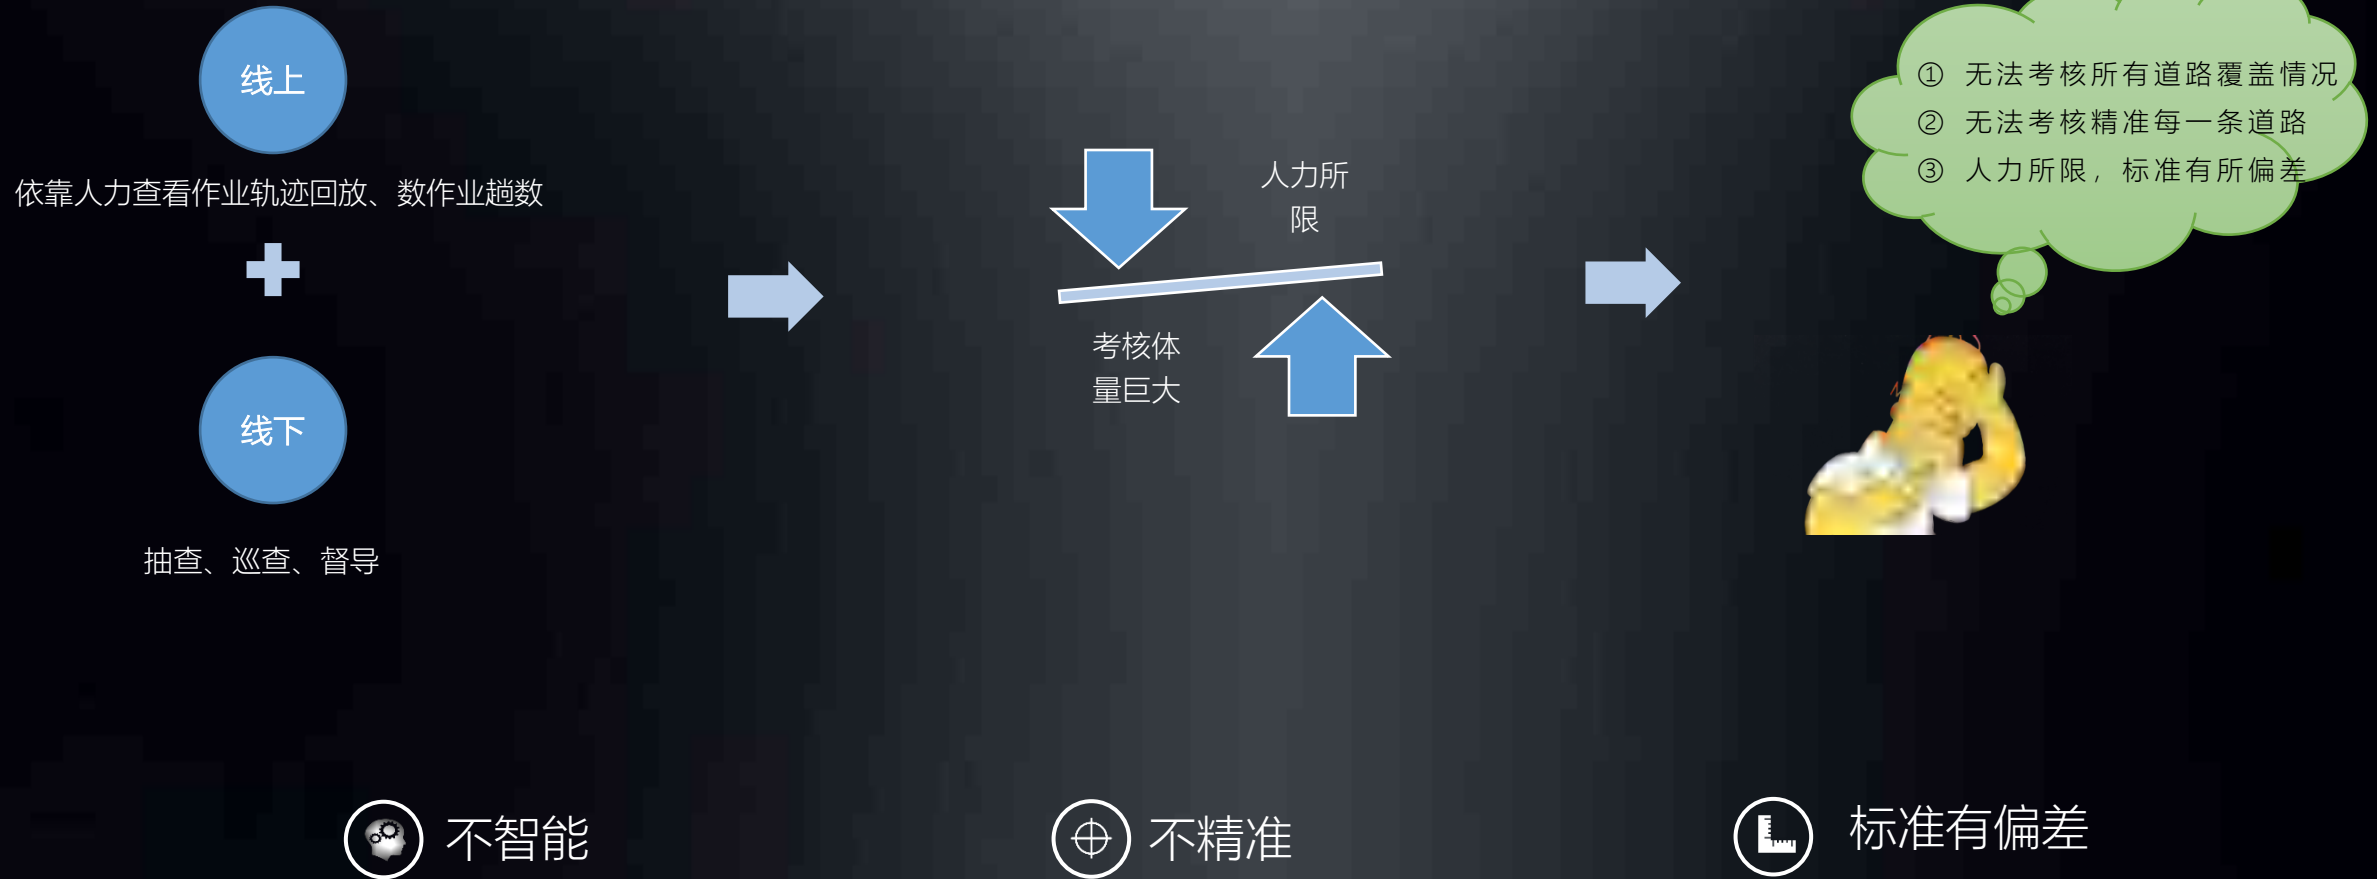 线上
依靠人力查看作业轨迹回放、数作业趟数
线下
抽查、巡查、督导
人力所
限
考核体
量巨大
① 无法考核所有道路覆盖情况
② 无法考核精准每一条道路
③ 人力所限，标准有所偏差
不智能
不精准
标准有偏差